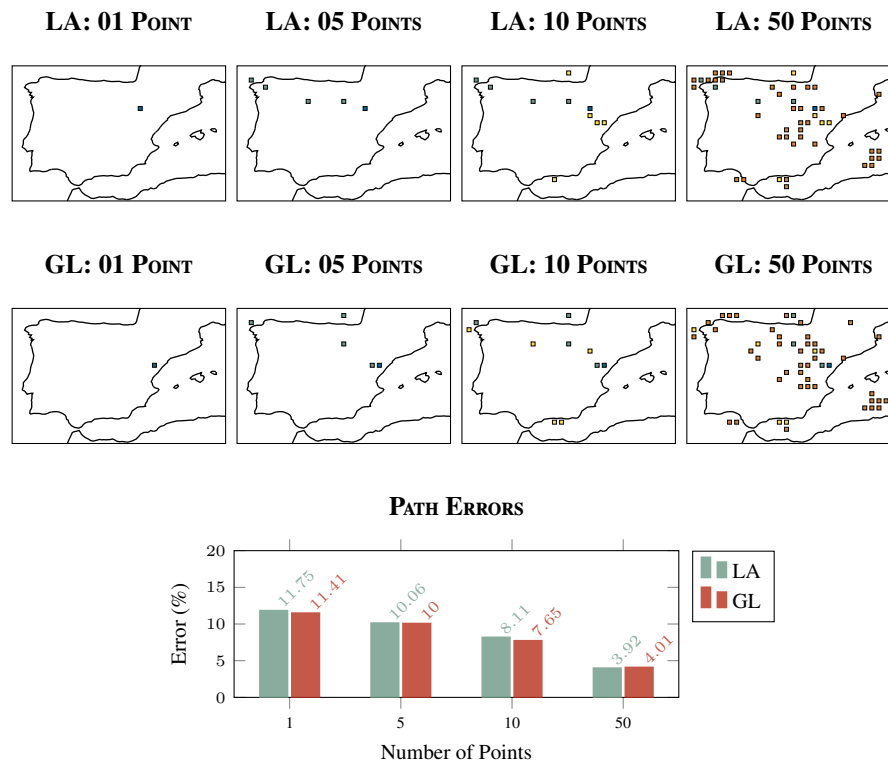 LA: 01 Point LA: 05 Points LA: 10 Points LA: 50 Points
GL: 01 Point GL: 05 Points GL: 10 Points GL: 50 Points
Path Errors
20
15
10
5
0
Error (%)
11.75 11.41 10.06 10 8.11 7.65 3.92 4.01
1 5 10 50
Number of Points
LA
GL